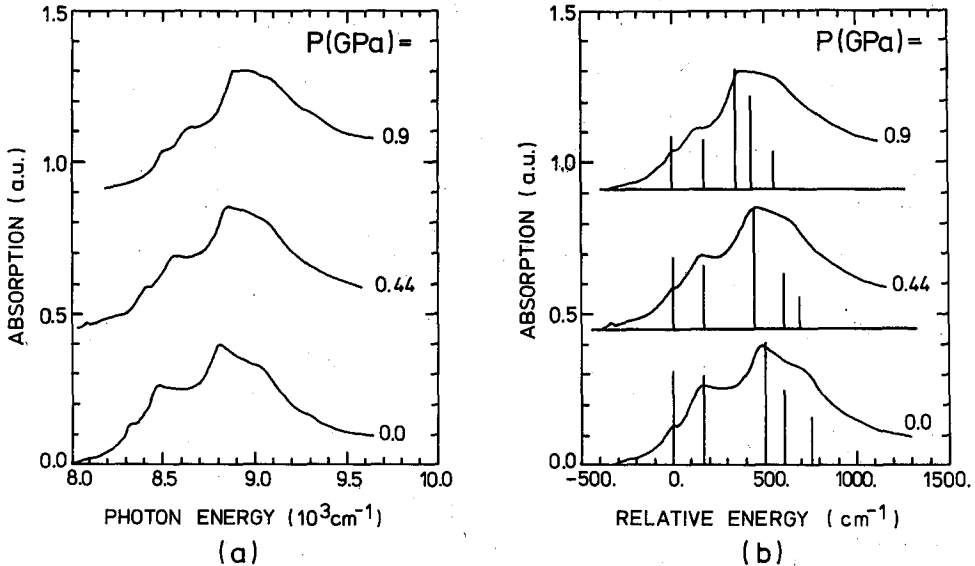 1.5
P(GPa)=
0.9
1.0
0.44
0.5
0.0
0.0
8.0 8.5 9.0 9.5 10.0
ABSORPTION (a.u.)
PHOTON ENERGY (10³cm⁻¹)
(a)
1.5
P(GPa)=
0.9
1.0
0.44
0.5
0.0
0.0
-500. 0. 500. 1000. 1500.
ABSORPTION (a.u.)
RELATIVE ENERGY (cm⁻¹)
(b)